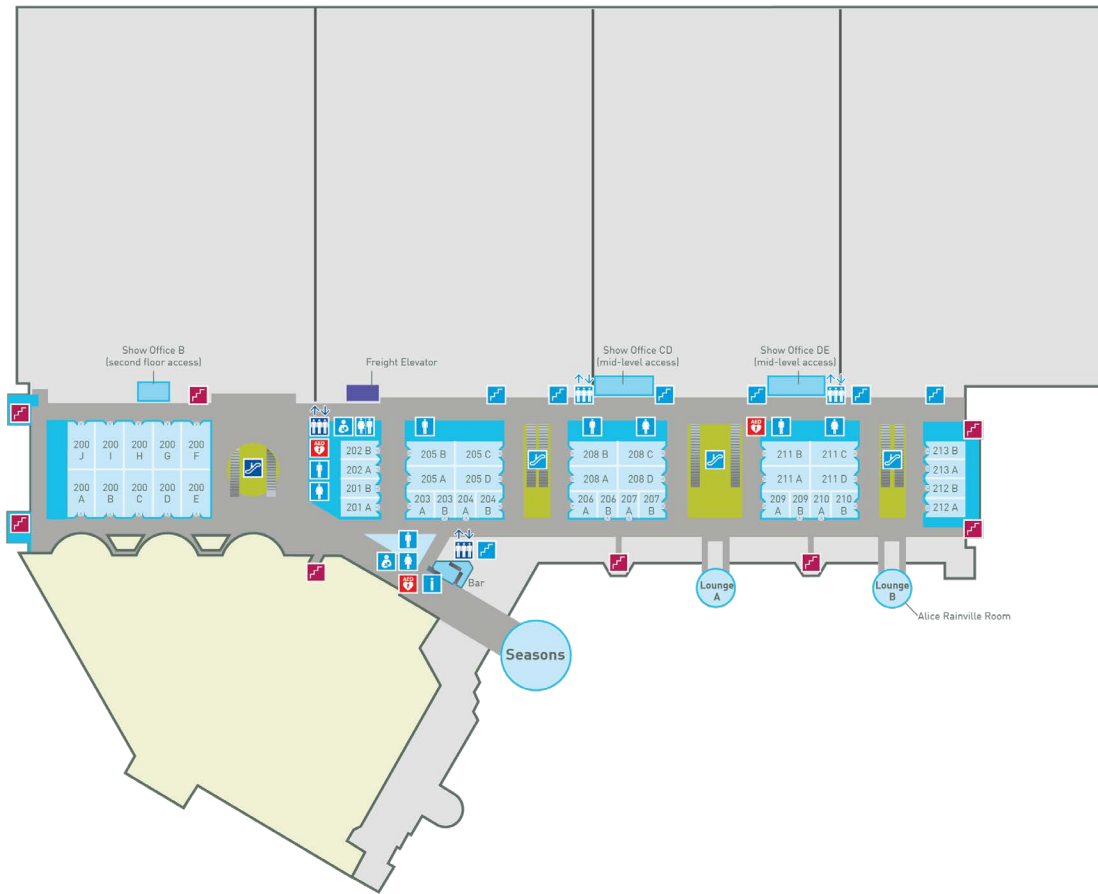 Show Office B
(second floor access)
Freight Elevator
Show Office CD
(mid-level access)
Show Office DE
(mid-level access)
200
J
200
I
200
H
200
G
200
F
200
A
200
B
200
C
200
D
200
E
AED
202 B
202 A
201 B
201 A
205 B
205 C
205 A
205 D
203
A
203
B
204
A
204
B
208 B
208 C
208 A
208 D
206
A
206
B
207
A
207
B
AED
211 B
211 C
211 A
211 D
209
A
209
B
210
A
210
B
213 B
213 A
212 B
212 A
AED
i
Bar
Lounge
A
Lounge
B
Alice Rainville Room
Seasons